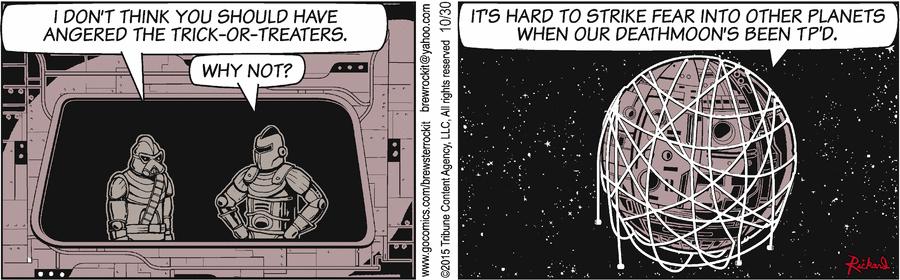 I DON'T THINK YOU SHOULD HAVE
ANGERED THE TRICK-OR-TREATERS.
WHY NOT?
www.gocomics.com/brewsterrockit brewrockit@yahoo.com
©2015 Tribune Content Agency, LLC, All rights reserved 10/30
IT'S HARD TO STRIKE FEAR INTO OTHER PLANETS
WHEN OUR DEATHMOON'S BEEN TP'D.
Rickard